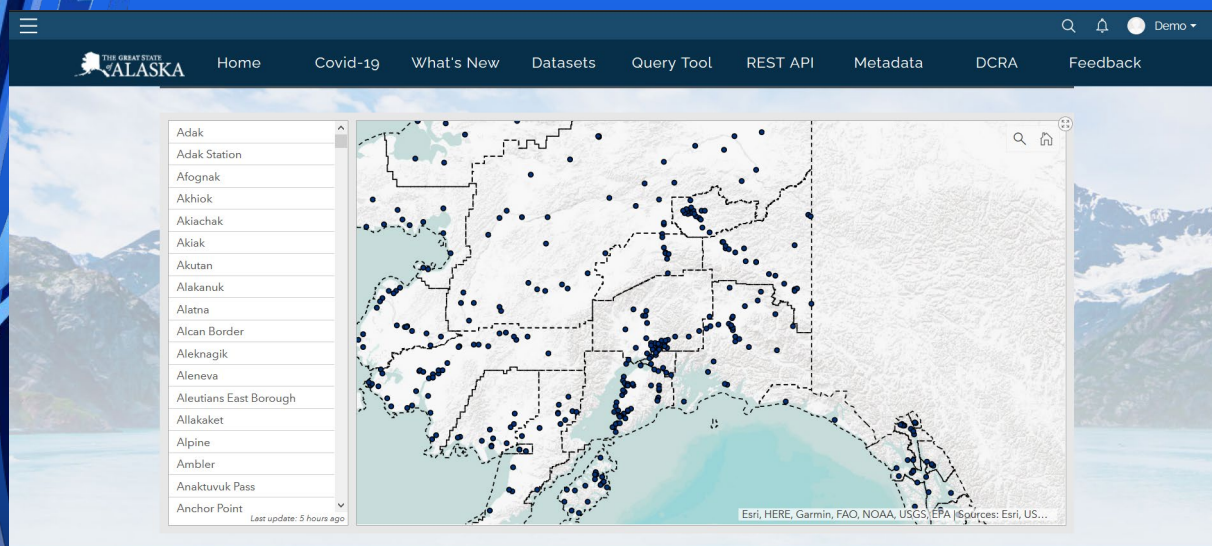 Demo
THE GREAT STATE
of ALASKA
Home Covid-19 What's New Datasets Query Tool REST API Metadata DCRA Feedback
Adak
Adak Station
Afognak
Akhiok
Akiachak
Akiak
Akutan
Alakanuk
Alatna
Alcan Border
Aleknagik
Aleneva
Aleutians East Borough
Allakaket
Alpine
Ambler
Anaktuvuk Pass
Anchor Point
Last update: 5 hours ago
Esri, HERE, Garmin, FAO, NOAA, USGS, EPA | Sources: Esri, US...